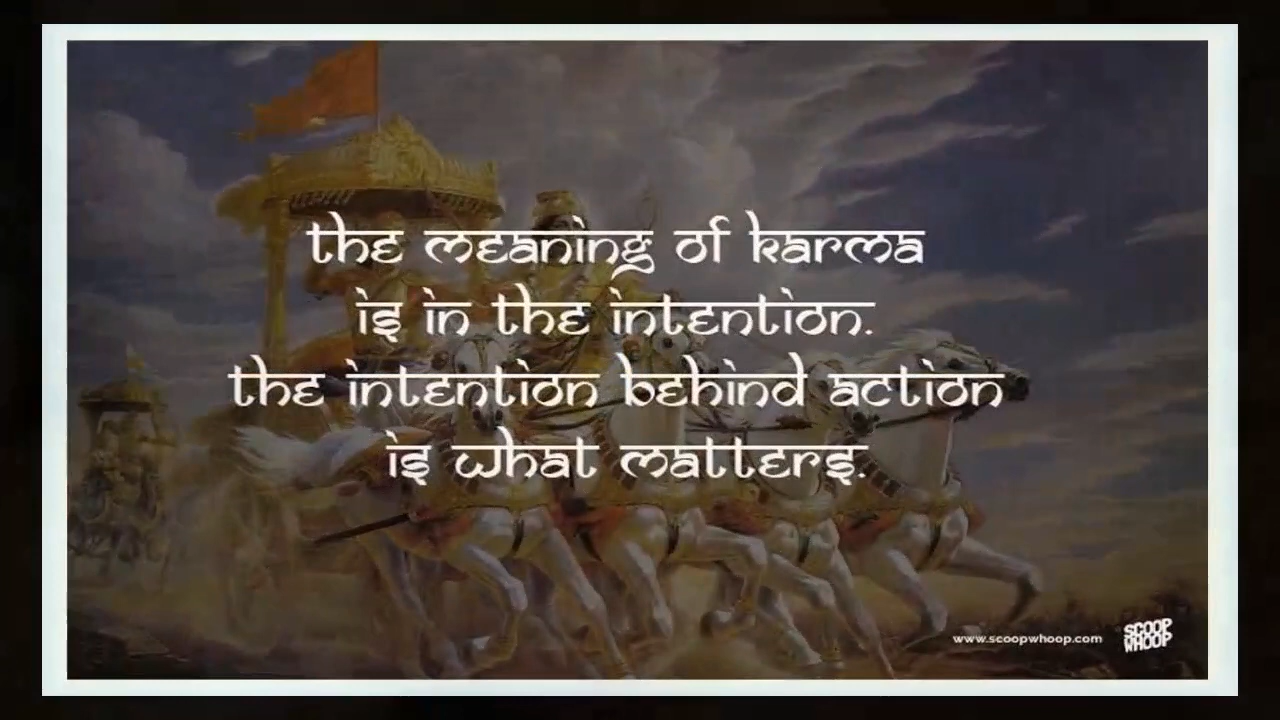 the meaning of karma
is in the intention.
the intention behind action
is what matters.
www.scoopwhoop.com
SCOOP
WHOOP